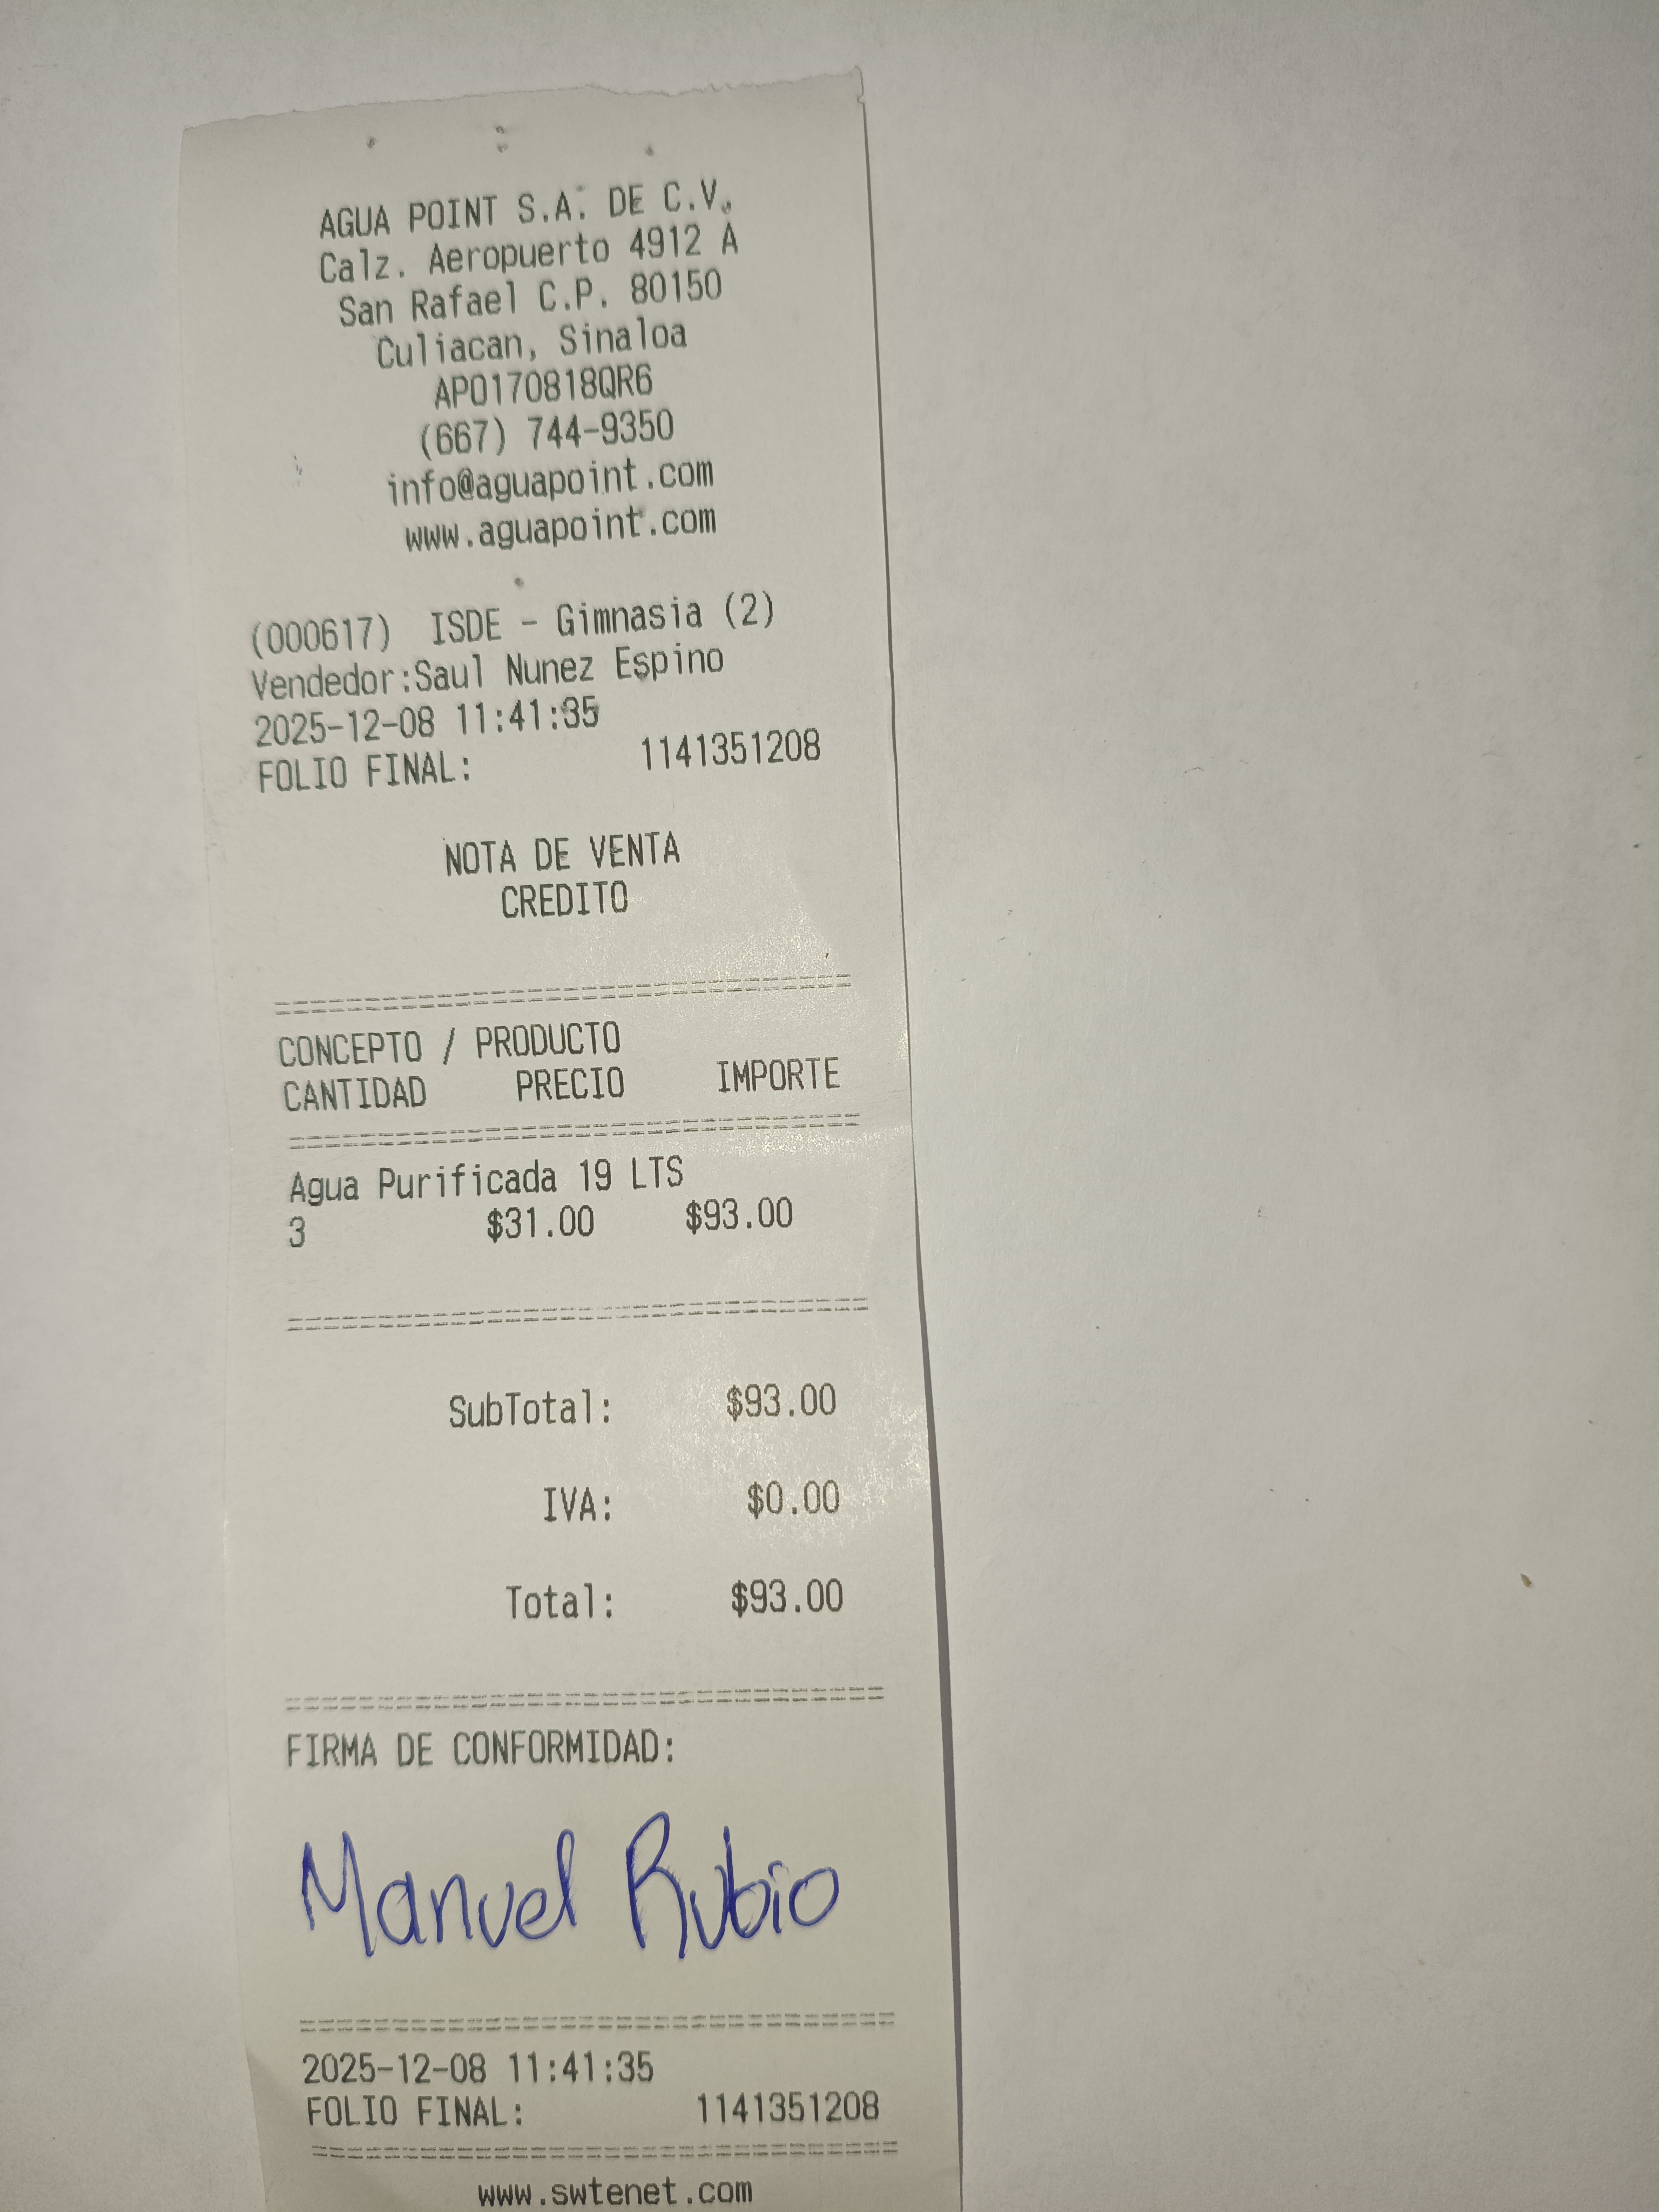 AGUA POINT S.A. DE C.V.
Calz. Aeropuerto 4912 A
San Rafael C.P. 80150
Culiacan, Sinaloa
APO170818QR6
(667) 744-9350
info@aguapoint.com
www.aguapoint.com
(000617) ISDE - Gimnasia (2)
Vendedor:Saul Nunez Espino
2025-12-08 11:41:35
FOLIO FINAL: 1141351208
NOTA DE VENTA
CREDITO
CONCEPTO / PRODUCTO
CANTIDAD PRECIO IMPORTE
Agua Purificada 19 LTS
3 $31.00 $93.00
SubTotal: $93.00
IVA: $0.00
Total: $93.00
FIRMA DE CONFORMIDAD:
Manuel Rubio
2025-12-08 11:41:35
FOLIO FINAL: 1141351208
www.swtenet.com